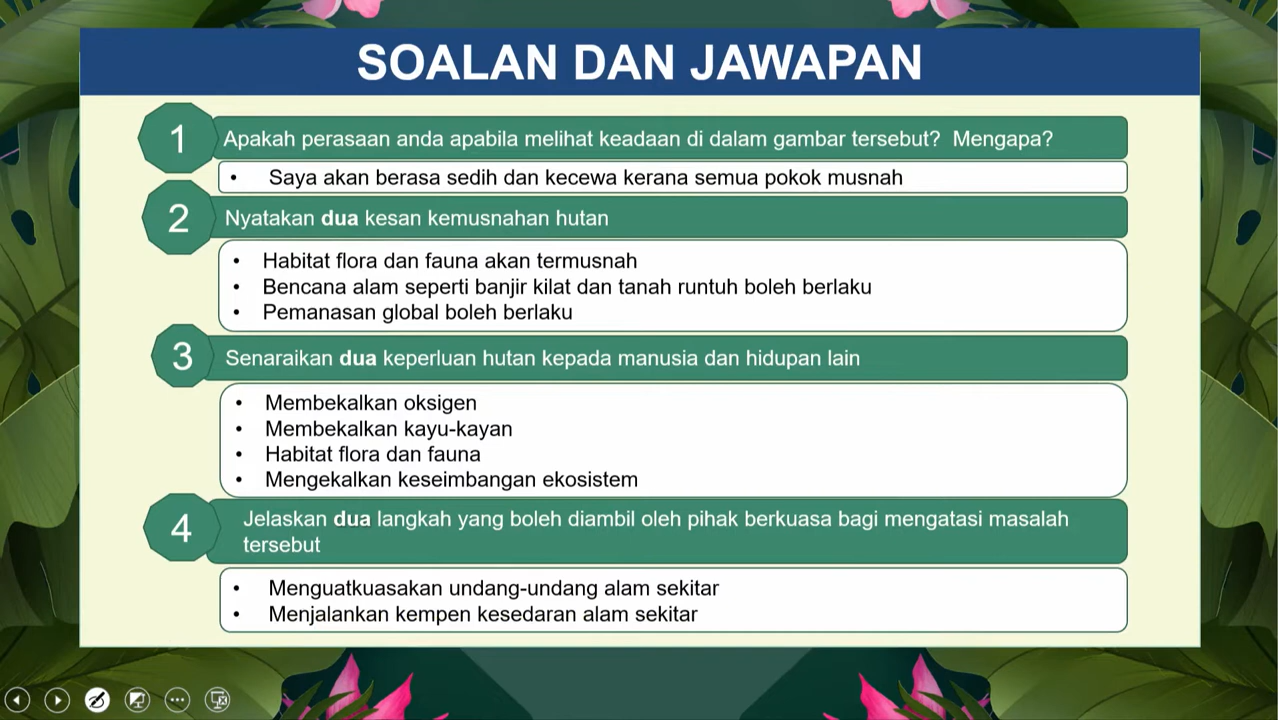 SOALAN DAN JAWAPAN
1
Apakah perasaan anda apabila melihat keadaan di dalam gambar tersebut?  Mengapa?
• Saya akan berasa sedih dan kecewa kerana semua pokok musnah
2
Nyatakan dua kesan kemusnahan hutan
• Habitat flora dan fauna akan termusnah
• Bencana alam seperti banjir kilat dan tanah runtuh boleh berlaku
• Pemanasan global boleh berlaku
3
Senaraikan dua keperluan hutan kepada manusia dan hidupan lain
• Membekalkan oksigen
• Membekalkan kayu-kayan
• Habitat flora dan fauna
• Mengekalkan keseimbangan ekosistem
4
Jelaskan dua langkah yang boleh diambil oleh pihak berkuasa bagi mengatasi masalah
tersebut
• Menguatkuasakan undang-undang alam sekitar
• Menjalankan kempen kesedaran alam sekitar